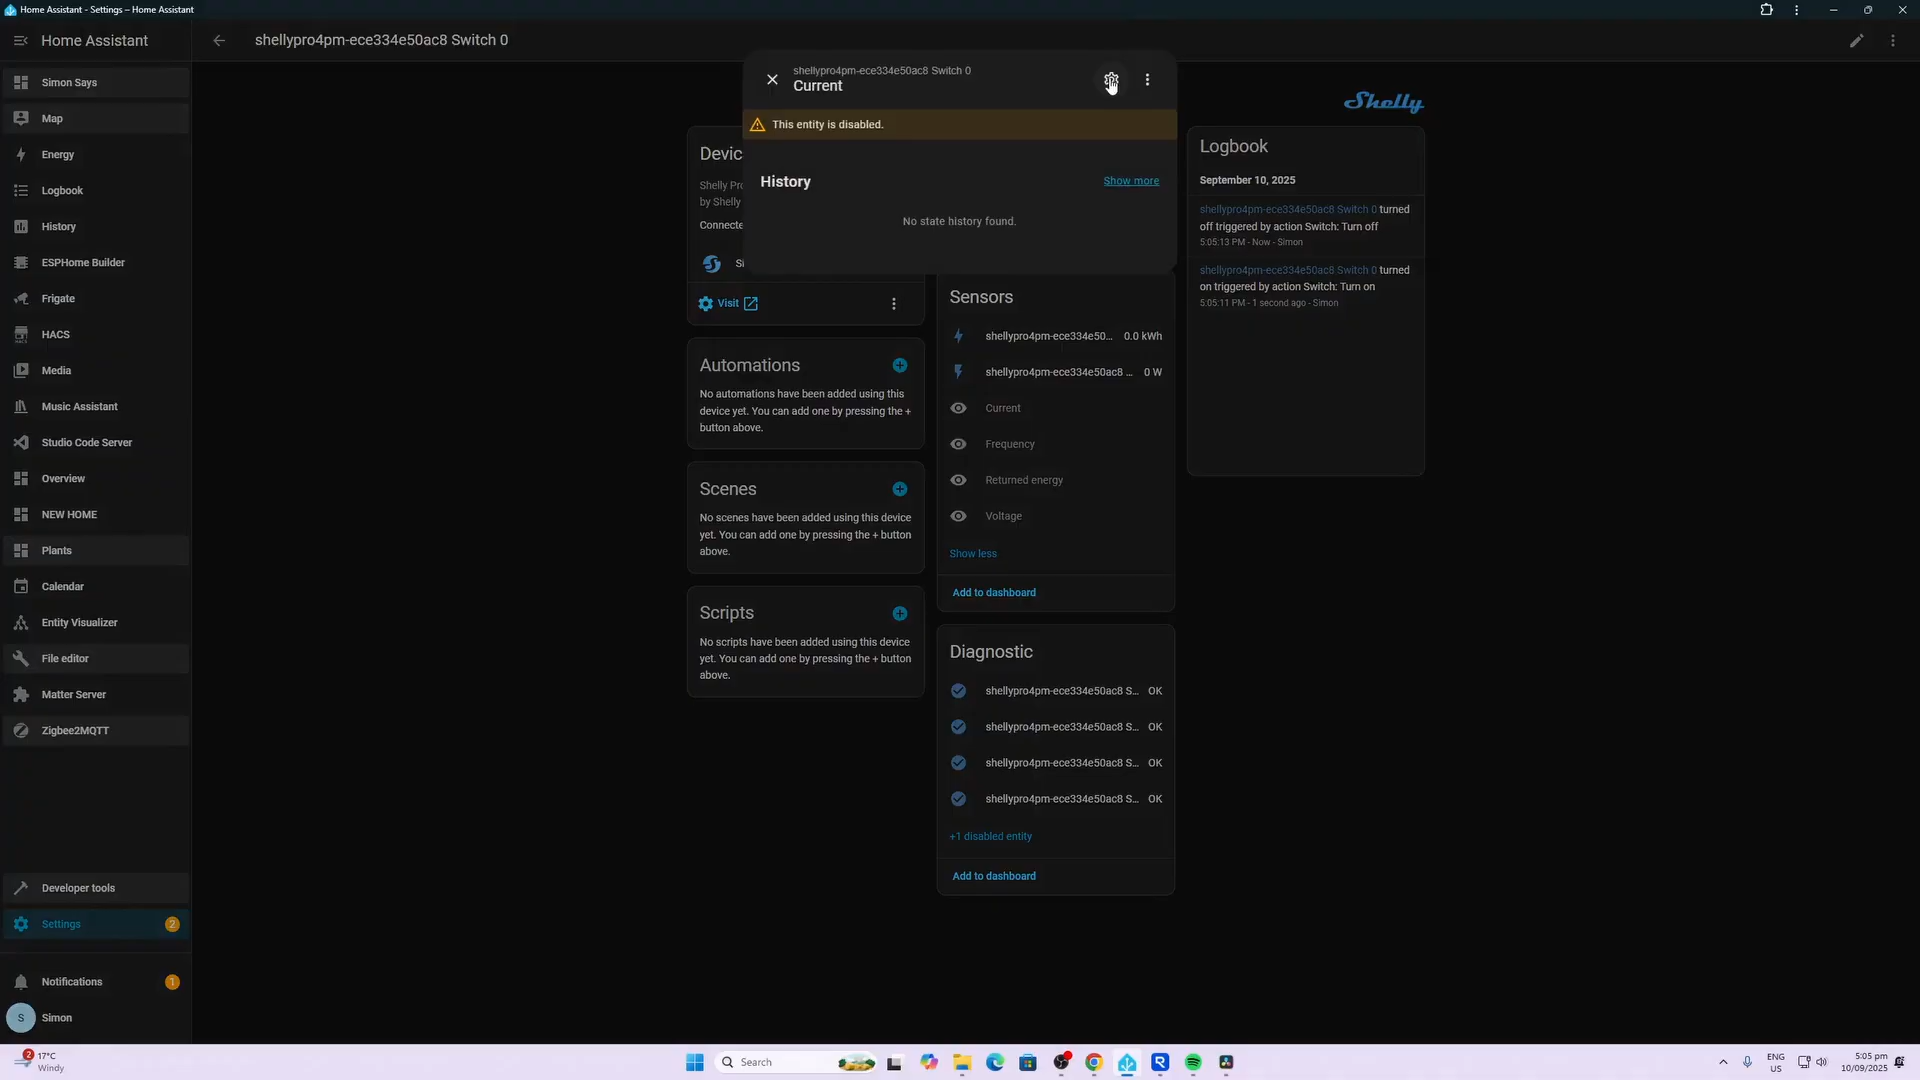 Home Assistant - Settings – Home Assistant
Home Assistant
shellypro4pm-ece334e50ac8 Switch 0
Simon Says
Map
Energy
Logbook
History
ESPHome Builder
Frigate
HACS
Media
Music Assistant
Studio Code Server
Overview
NEW HOME
Plants
Calendar
Entity Visualizer
File editor
Matter Server
Zigbee2MQTT
Developer tools
Settings 2
Notifications 1
S Simon
shellypro4pm-ece334e50ac8 Switch 0
Current
This entity is disabled.
History Show more
No state history found.
Devic
Shelly Pro
by Shelly
Connecte
Visit
Automations
No automations have been added using this
device yet. You can add one by pressing the +
button above.
Scenes
No scenes have been added using this device
yet. You can add one by pressing the + button
above.
Scripts
No scripts have been added using this device
yet. You can add one by pressing the + button
above.
Sensors
shellypro4pm-ece334e50... 0.0 kWh
shellypro4pm-ece334e50ac8 ... 0 W
Current
Frequency
Returned energy
Voltage
Show less
Add to dashboard
Diagnostic
shellypro4pm-ece334e50ac8 S... OK
shellypro4pm-ece334e50ac8 S... OK
shellypro4pm-ece334e50ac8 S... OK
shellypro4pm-ece334e50ac8 S... OK
+1 disabled entity
Add to dashboard
Shelly
Logbook
September 10, 2025
shellypro4pm-ece334e50ac8 Switch 0 turned
off triggered by action Switch: Turn off
5:05:13 PM - Now - Simon
shellypro4pm-ece334e50ac8 Switch 0 turned
on triggered by action Switch: Turn on
5:05:11 PM - 1 second ago - Simon
2
17°C
Windy
Search
ENG
US
5:05 pm
10/09/2025